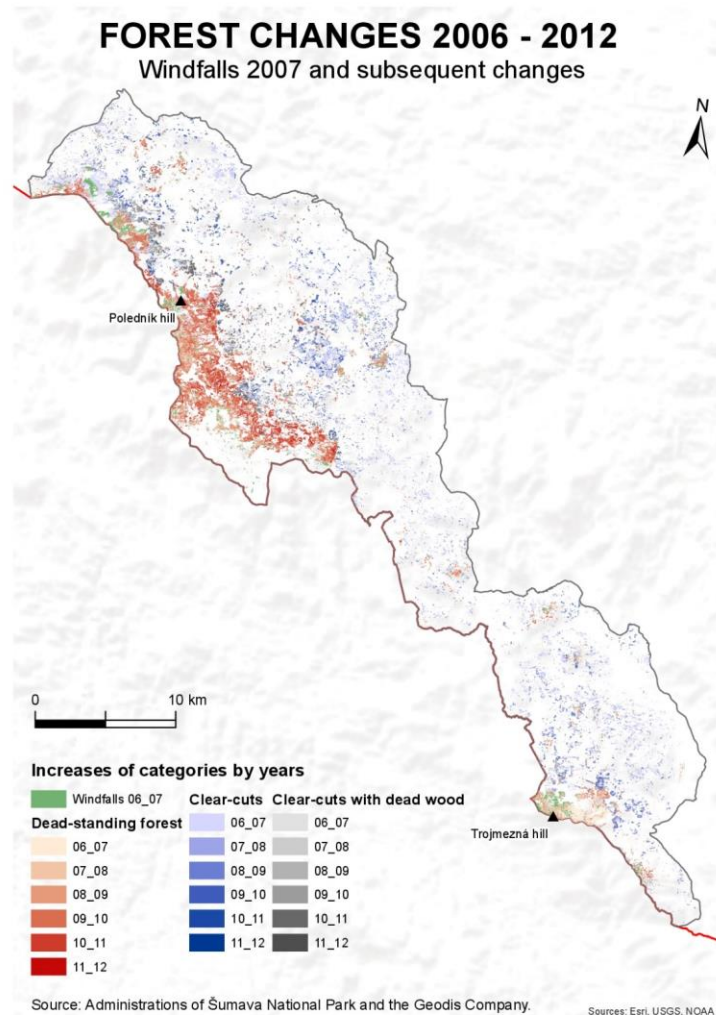 FOREST CHANGES 2006 - 2012
Windfalls 2007 and subsequent changes
N
Poledník hill
0 10 km
Increases of categories by years
Windfalls 06_07
Dead-standing forest
06_07
07_08
08_09
09_10
10_11
11_12
Clear-cuts
06_07
07_08
08_09
09_10
10_11
11_12
Clear-cuts with dead wood
06_07
07_08
08_09
09_10
10_11
11_12
Trojmezná hill
Source: Administrations of Šumava National Park and the Geodis Company.
Sources: Esri, USGS, NOAA